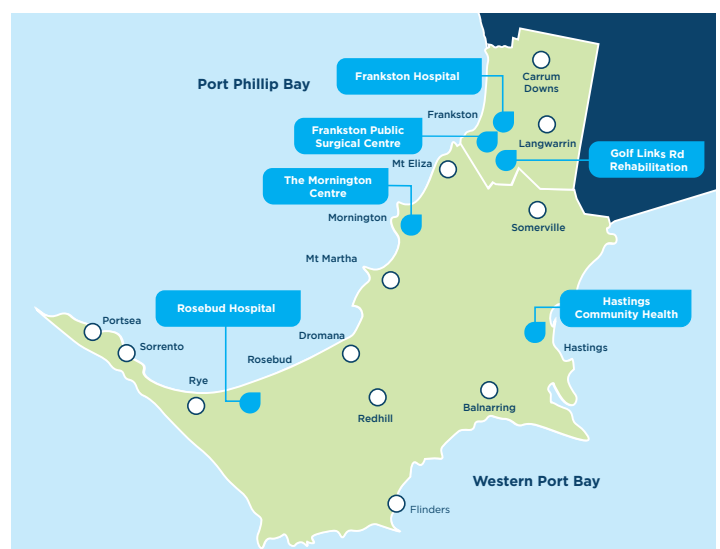 Port Phillip Bay
Frankston Hospital
Carrum
Downs
Frankston
Frankston Public
Surgical Centre
Langwarrin
Golf Links Rd
Rehabilitation
Mt Eliza
The Mornington
Centre
Mornington
Somerville
Mt Martha
Rosebud Hospital
Hastings
Community Health
Portsea
Sorrento
Dromana
Hastings
Rosebud
Rye
Redhill
Balnarring
Western Port Bay
Flinders